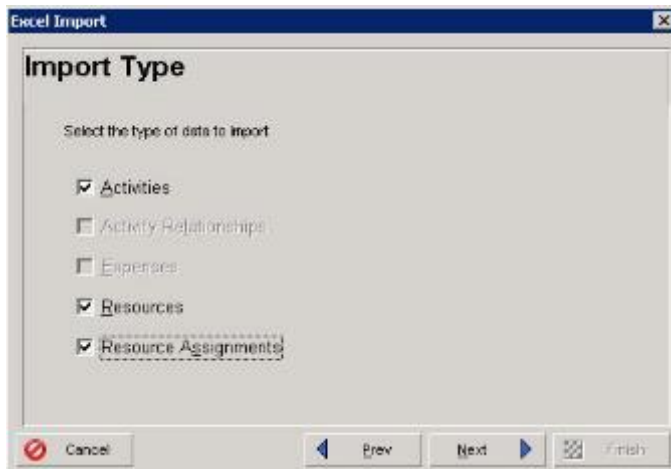 Excel Import
Import Type
Select the type of data to import
Activities
Activity Relationships
Expenses
Resources
Resource Assignments
Cancel
Prev
Next
Finish